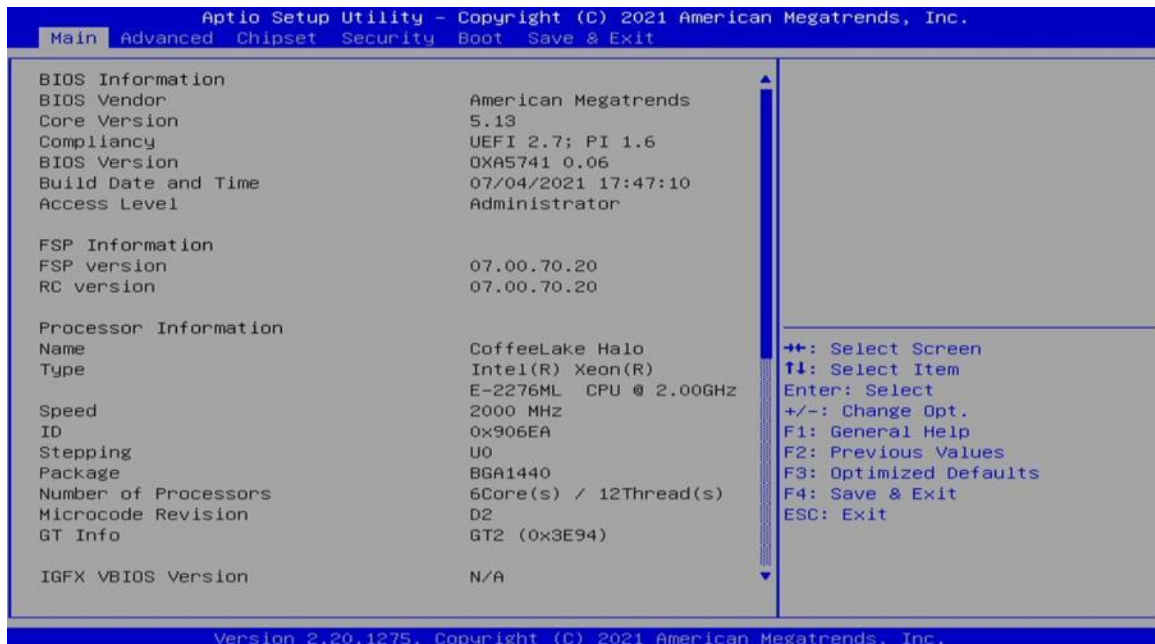 Aptio Setup Utility – Copyright (C) 2021 American Megatrends, Inc.
Main Advanced Chipset Security Boot Save & Exit
BIOS Information
BIOS Vendor American Megatrends
Core Version 5.13
Compliancy UEFI 2.7; PI 1.6
BIOS Version 0XA5741 0.06
Build Date and Time 07/04/2021 17:47:10
Access Level Administrator
FSP Information
FSP version 07.00.70.20
RC version 07.00.70.20
Processor Information
Name CoffeeLake Halo
Type Intel(R) Xeon(R)
E-2276ML CPU @ 2.00GHz
Speed 2000 MHz
ID 0x906EA
Stepping U0
Package BGA1440
Number of Processors 6Core(s) / 12Thread(s)
Microcode Revision D2
GT Info GT2 (0x3E94)
IGFX VBIOS Version N/A
→←: Select Screen
↑↓: Select Item
Enter: Select
+/-: Change Opt.
F1: General Help
F2: Previous Values
F3: Optimized Defaults
F4: Save & Exit
ESC: Exit
Version 2.20.1275. Copyright (C) 2021 American Megatrends, Inc.